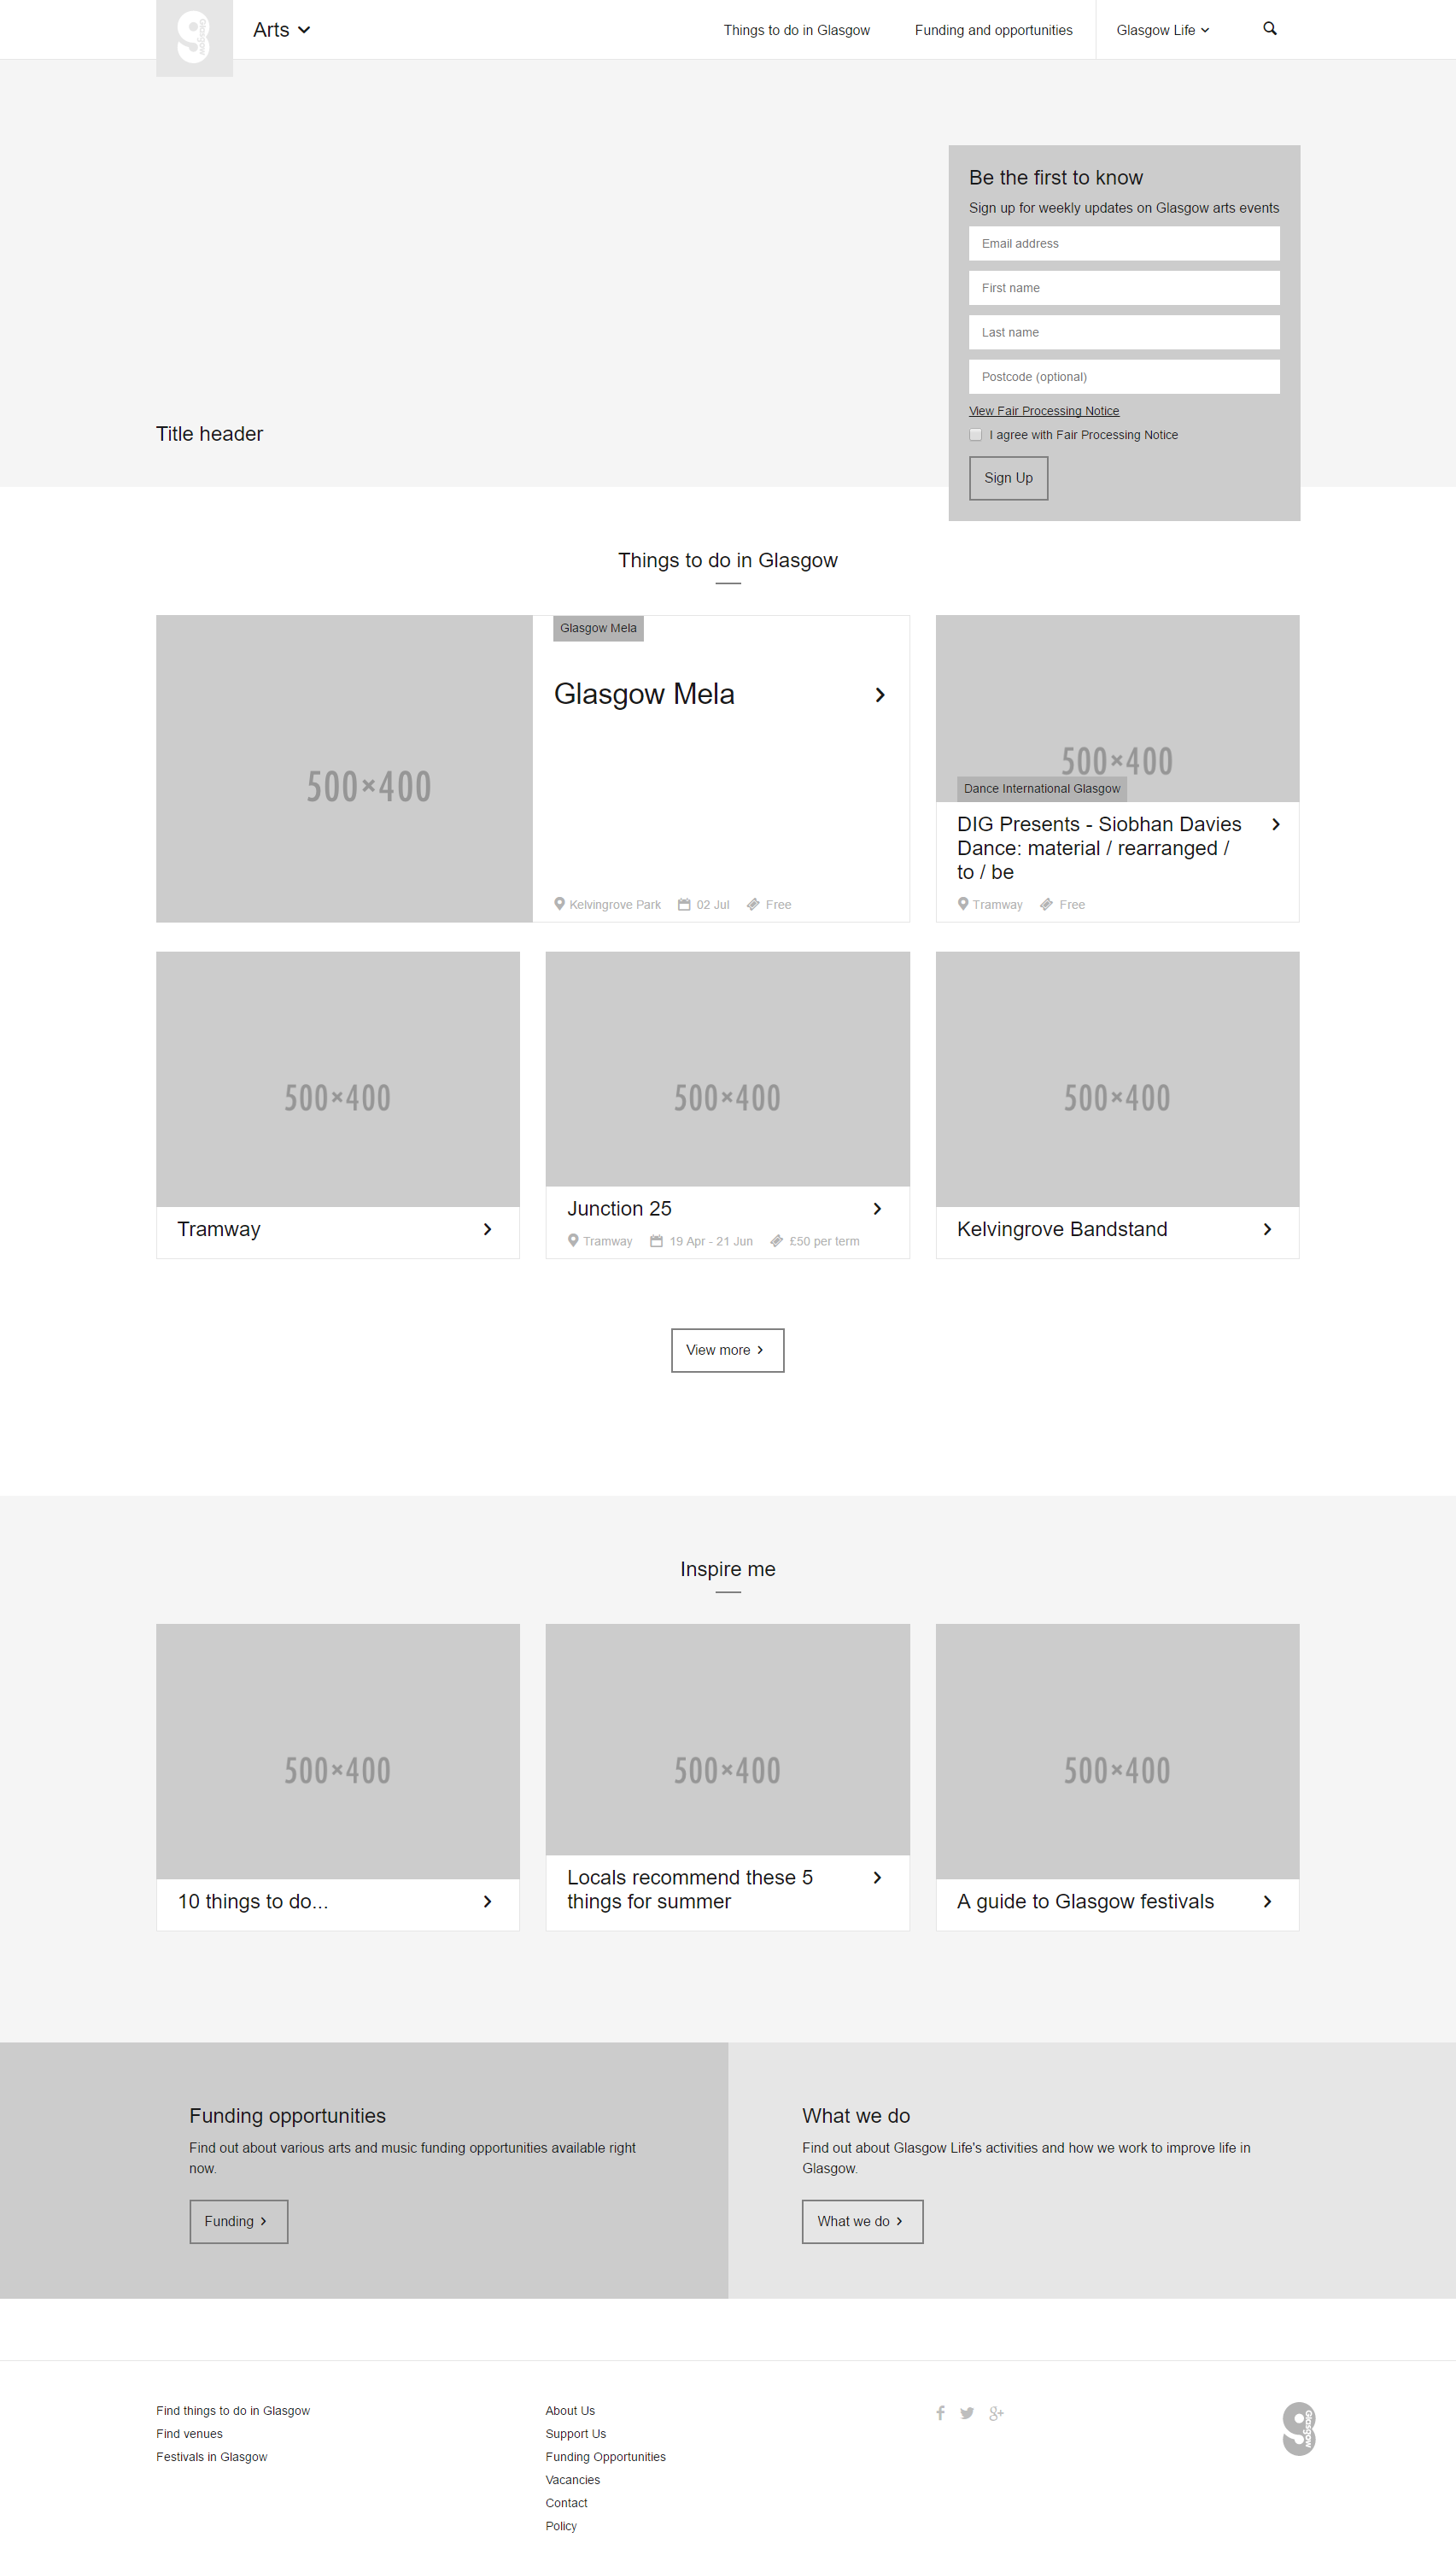 Glasgow
Arts
Things to do in Glasgow
Funding and opportunities
Glasgow Life
Be the first to know
Sign up for weekly updates on Glasgow arts events
Email address
First name
Last name
Postcode (optional)
View Fair Processing Notice
I agree with Fair Processing Notice
Sign Up
Title header
Things to do in Glasgow
500×400
Glasgow Mela
Glasgow Mela
Kelvingrove Park
02 Jul
Free
500×400
Dance International Glasgow
DIG Presents - Siobhan Davies
Dance: material / rearranged /
to / be
Tramway
Free
500×400
Tramway
500×400
Junction 25
Tramway
19 Apr - 21 Jun
£50 per term
500×400
Kelvingrove Bandstand
View more
Inspire me
500×400
10 things to do...
500×400
Locals recommend these 5
things for summer
500×400
A guide to Glasgow festivals
Funding opportunities
Find out about various arts and music funding opportunities available right
now.
Funding
What we do
Find out about Glasgow Life's activities and how we work to improve life in
Glasgow.
What we do
Find things to do in Glasgow
Find venues
Festivals in Glasgow
About Us
Support Us
Funding Opportunities
Vacancies
Contact
Policy
Glasgow